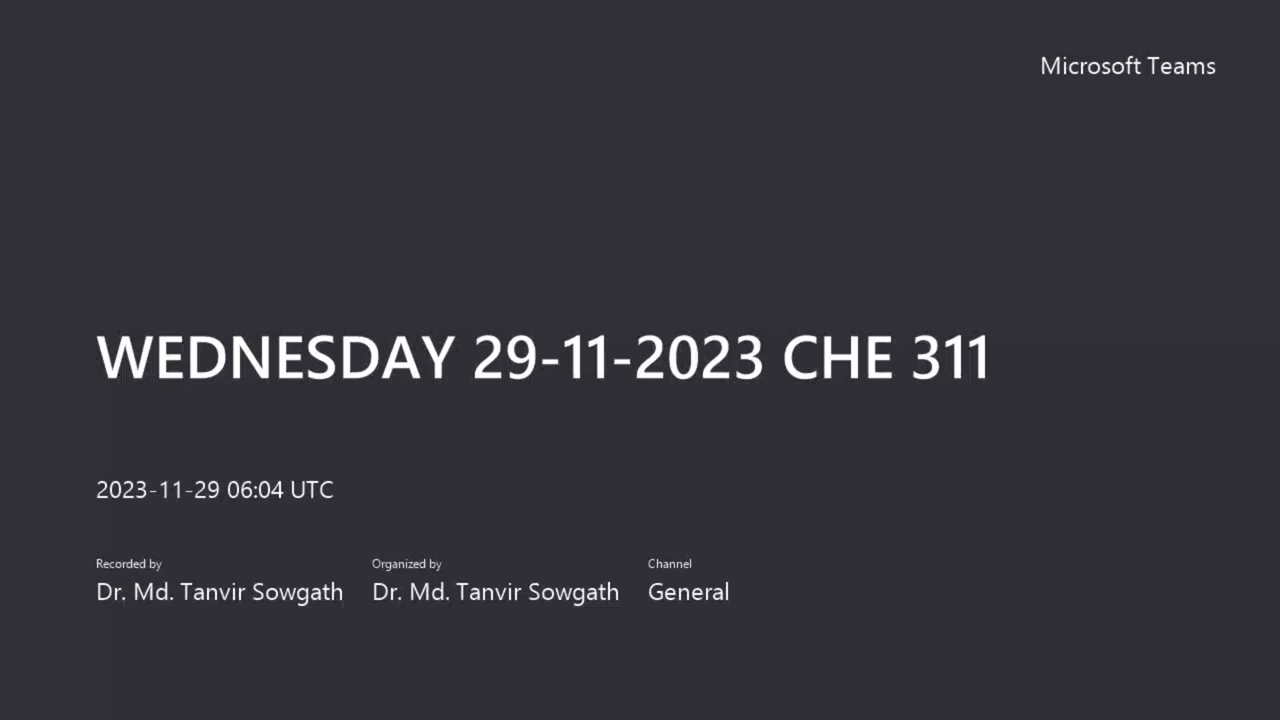 Microsoft Teams
WEDNESDAY 29-11-2023 CHE 311
2023-11-29 06:04 UTC
Recorded by Organized by Channel
Dr. Md. Tanvir Sowgath Dr. Md. Tanvir Sowgath General